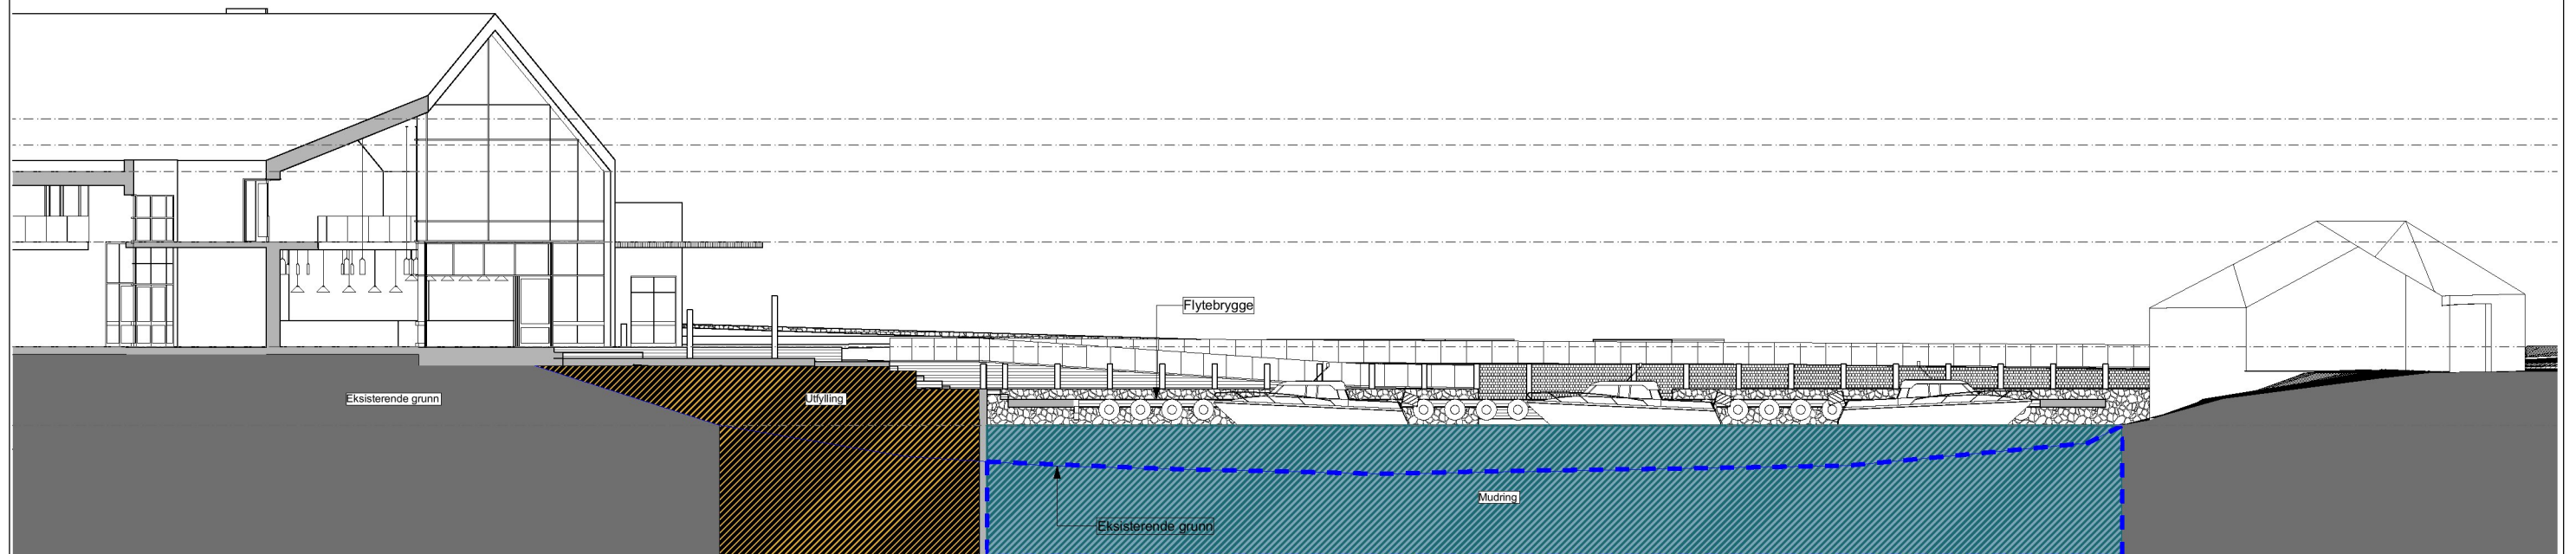 Flytebrygge
Eksisterende grunn
Utfylling
Mudring
Eksisterende grunn